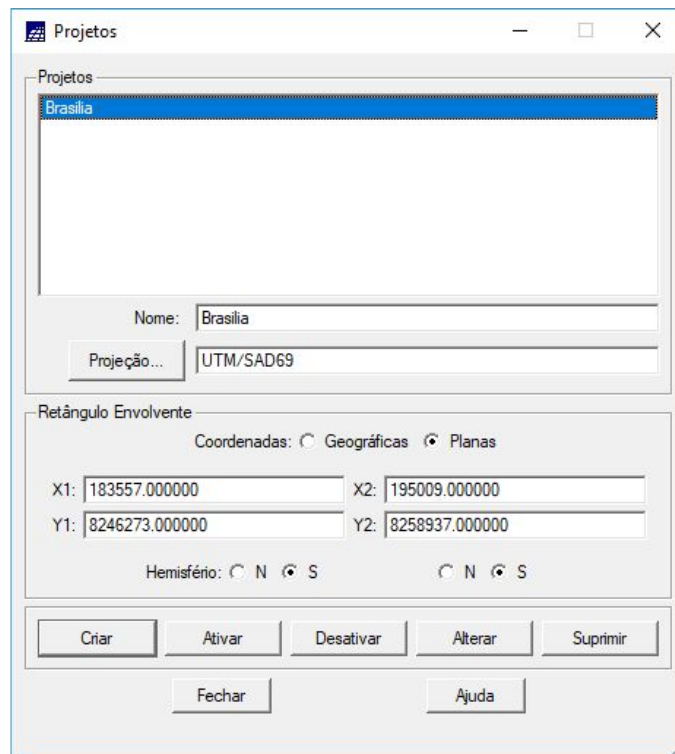 Projetos
Projetos
Brasilia
Nome: Brasilia
Projeção... UTM/SAD69
Retângulo Envolvente
Coordenadas: Geográficas Planas
X1: 183557.000000 X2: 195009.000000
Y1: 8246273.000000 Y2: 8258937.000000
Hemisfério: N S N S
Criar Ativar Desativar Alterar Suprimir
Fechar Ajuda